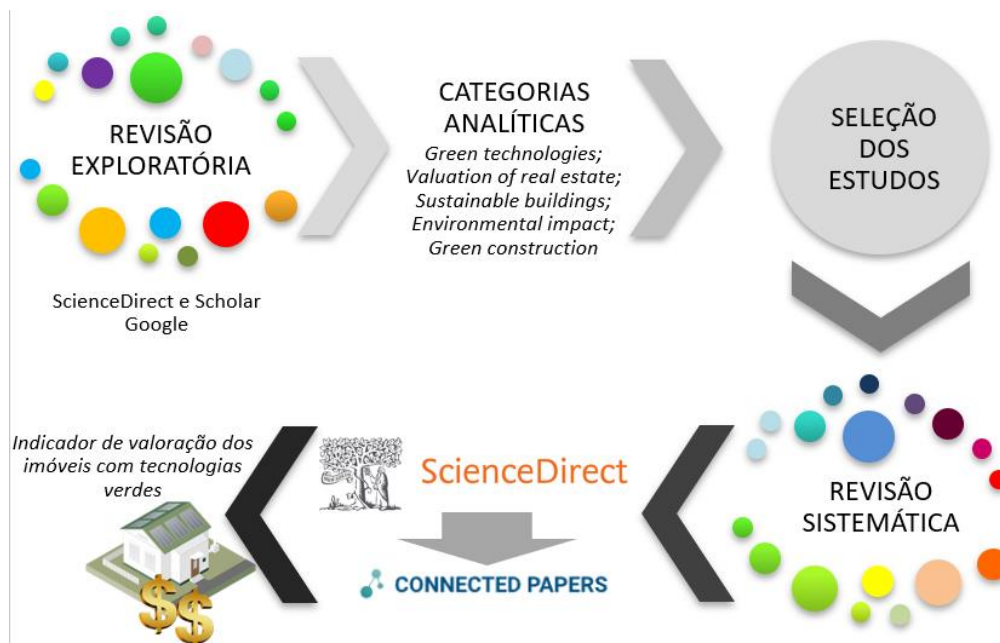 REVISÃO
EXPLORATÓRIA
ScienceDirect e Scholar
Google
CATEGORIAS
ANALÍTICAS
Green technologies;
Valuation of real estate;
Sustainable buildings;
Environmental impact;
Green construction
SELEÇÃO
DOS
ESTUDOS
REVISÃO
SISTEMÁTICA
ScienceDirect
CONNECTED PAPERS
Indicador de valoração dos
imóveis com tecnologias
verdes
$$